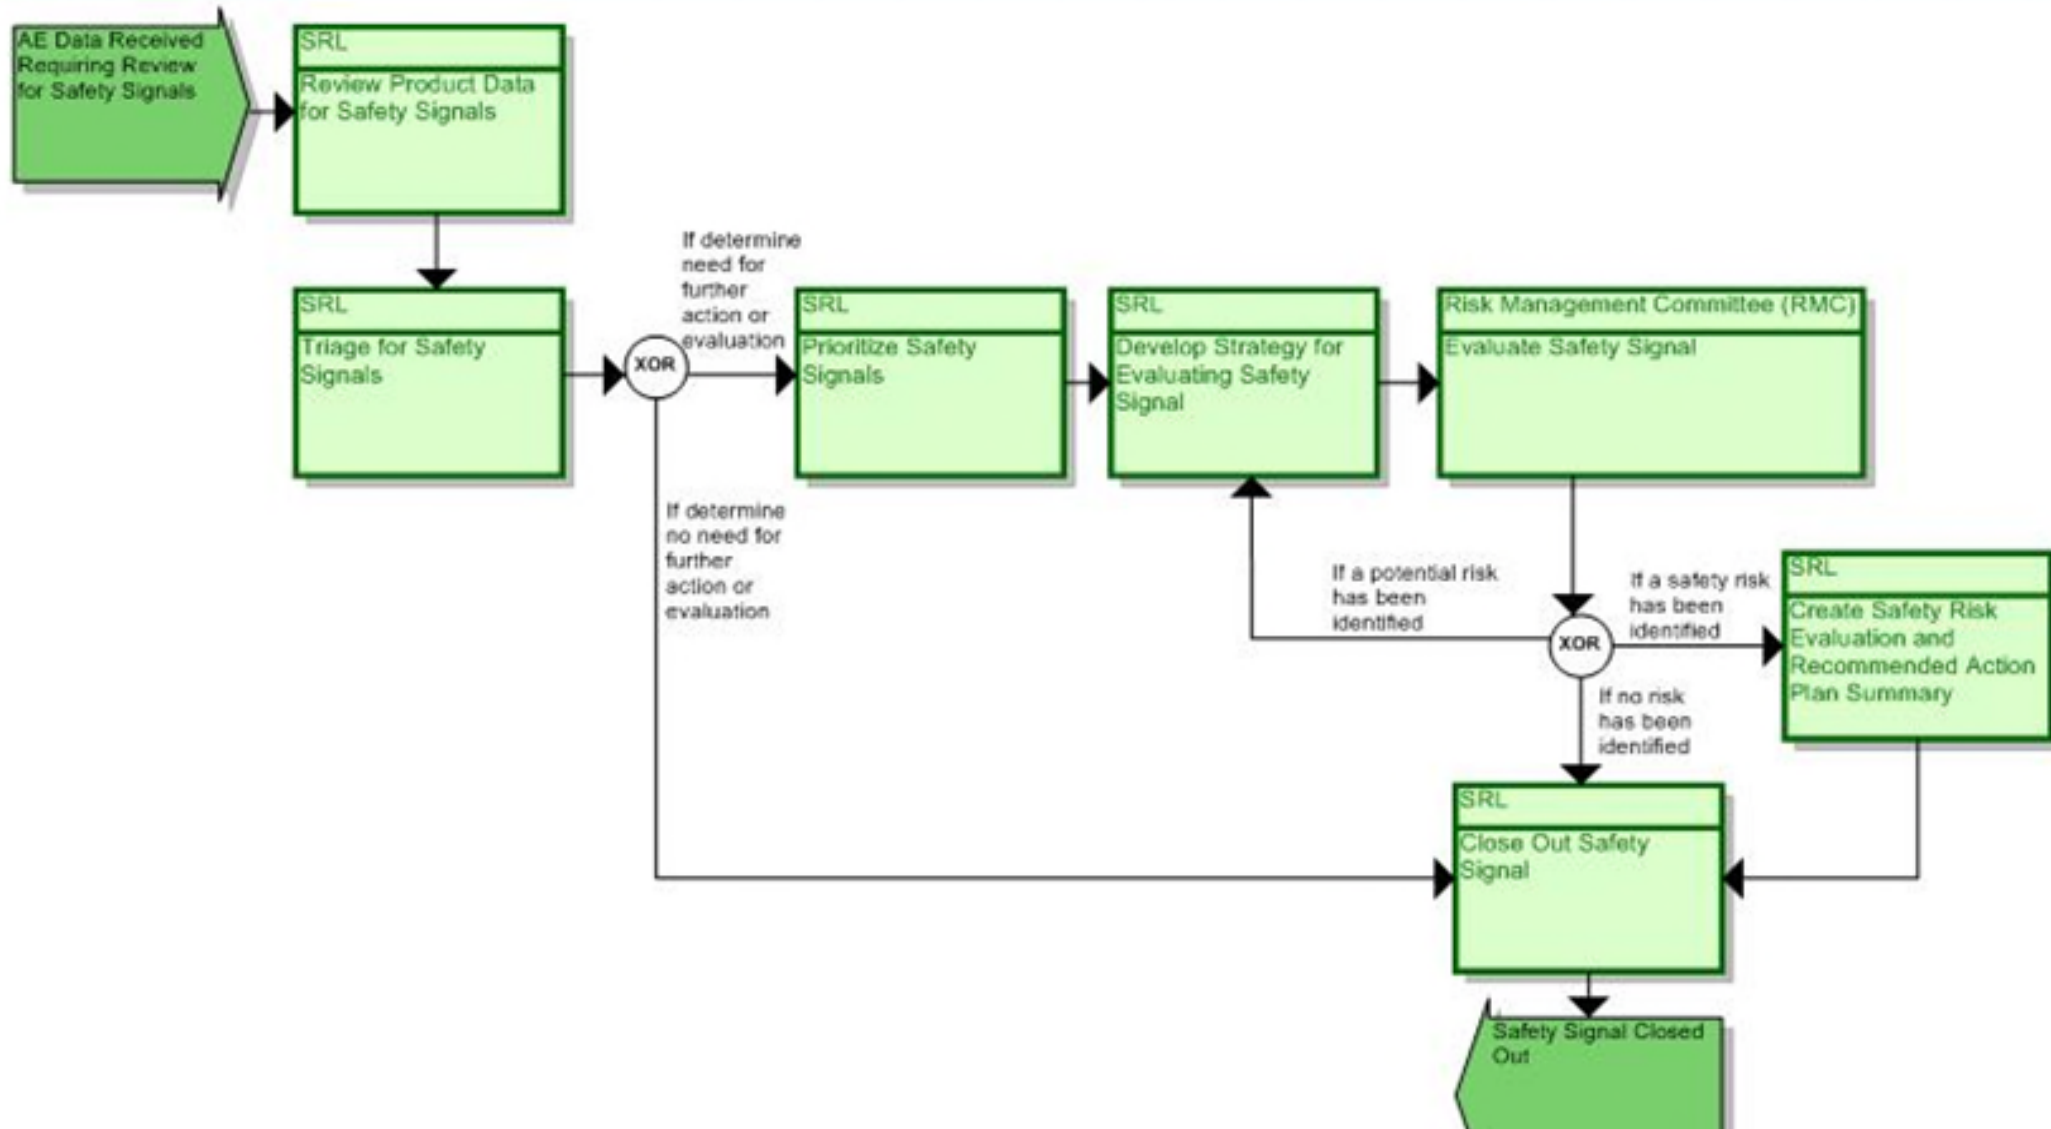 AE Data Received
Requiring Review
for Safety Signals
SRL
Review Product Data
for Safety Signals
SRL
Triage for Safety
Signals
XOR
If determine
need for
further
action or
evaluation
SRL
Prioritize Safety
Signals
SRL
Develop Strategy for
Evaluating Safety
Signal
Risk Management Committee (RMC)
Evaluate Safety Signal
If determine
no need for
further
action or
evaluation
If a potential risk
has been
identified
XOR
If a safety risk
has been
identified
SRL
Create Safety Risk
Evaluation and
Recommended Action
Plan Summary
If no risk
has been
identified
SRL
Close Out Safety
Signal
Safety Signal Closed
Out